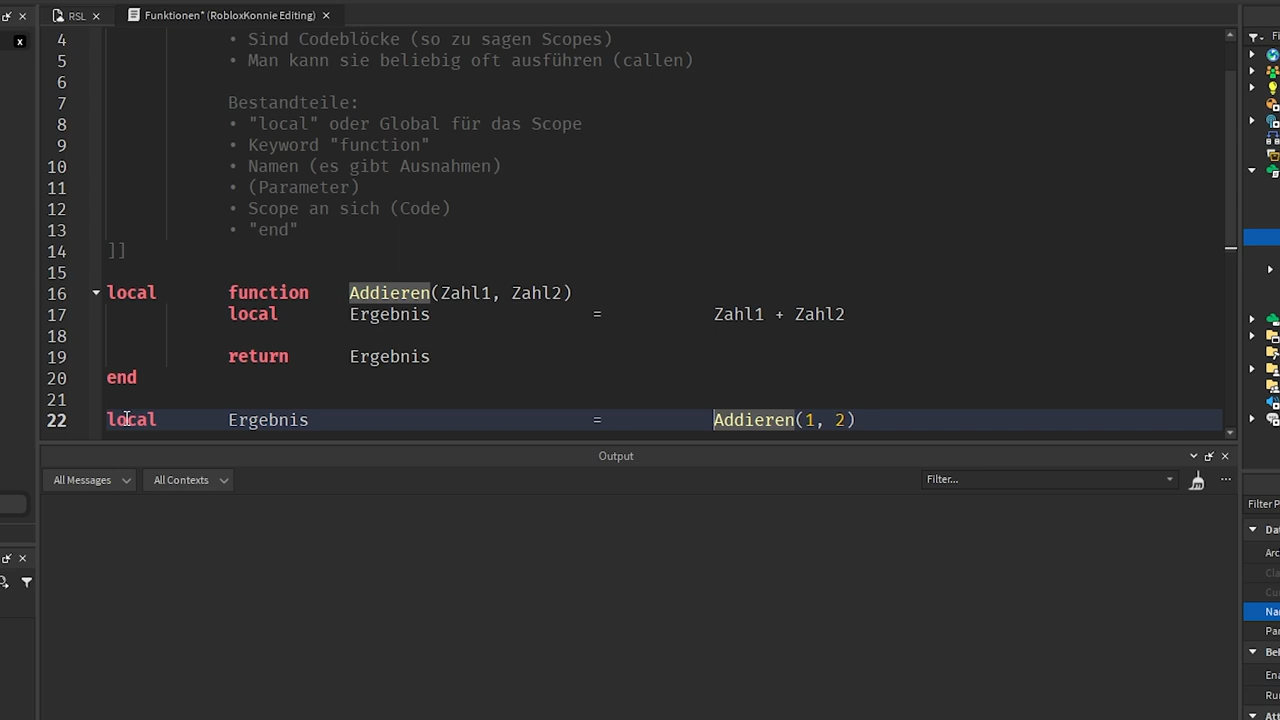 RSL
Funktionen* (RobloxKonnie Editing)
4 • Sind Codeblöcke (so zu sagen Scopes)
5 • Man kann sie beliebig oft ausführen (callen)
6
7 Bestandteile:
8 • "local" oder Global für das Scope
9 • Keyword "function"
10 • Namen (es gibt Ausnahmen)
11 • (Parameter)
12 • Scope an sich (Code)
13 • "end"
14 ]]
15
16 local function Addieren(Zahl1, Zahl2)
17 local Ergebnis = Zahl1 + Zahl2
18
19 return Ergebnis
20 end
21
22 local Ergebnis = Addieren(1, 2)
Output
All Messages All Contexts Filter... ...
Filter P